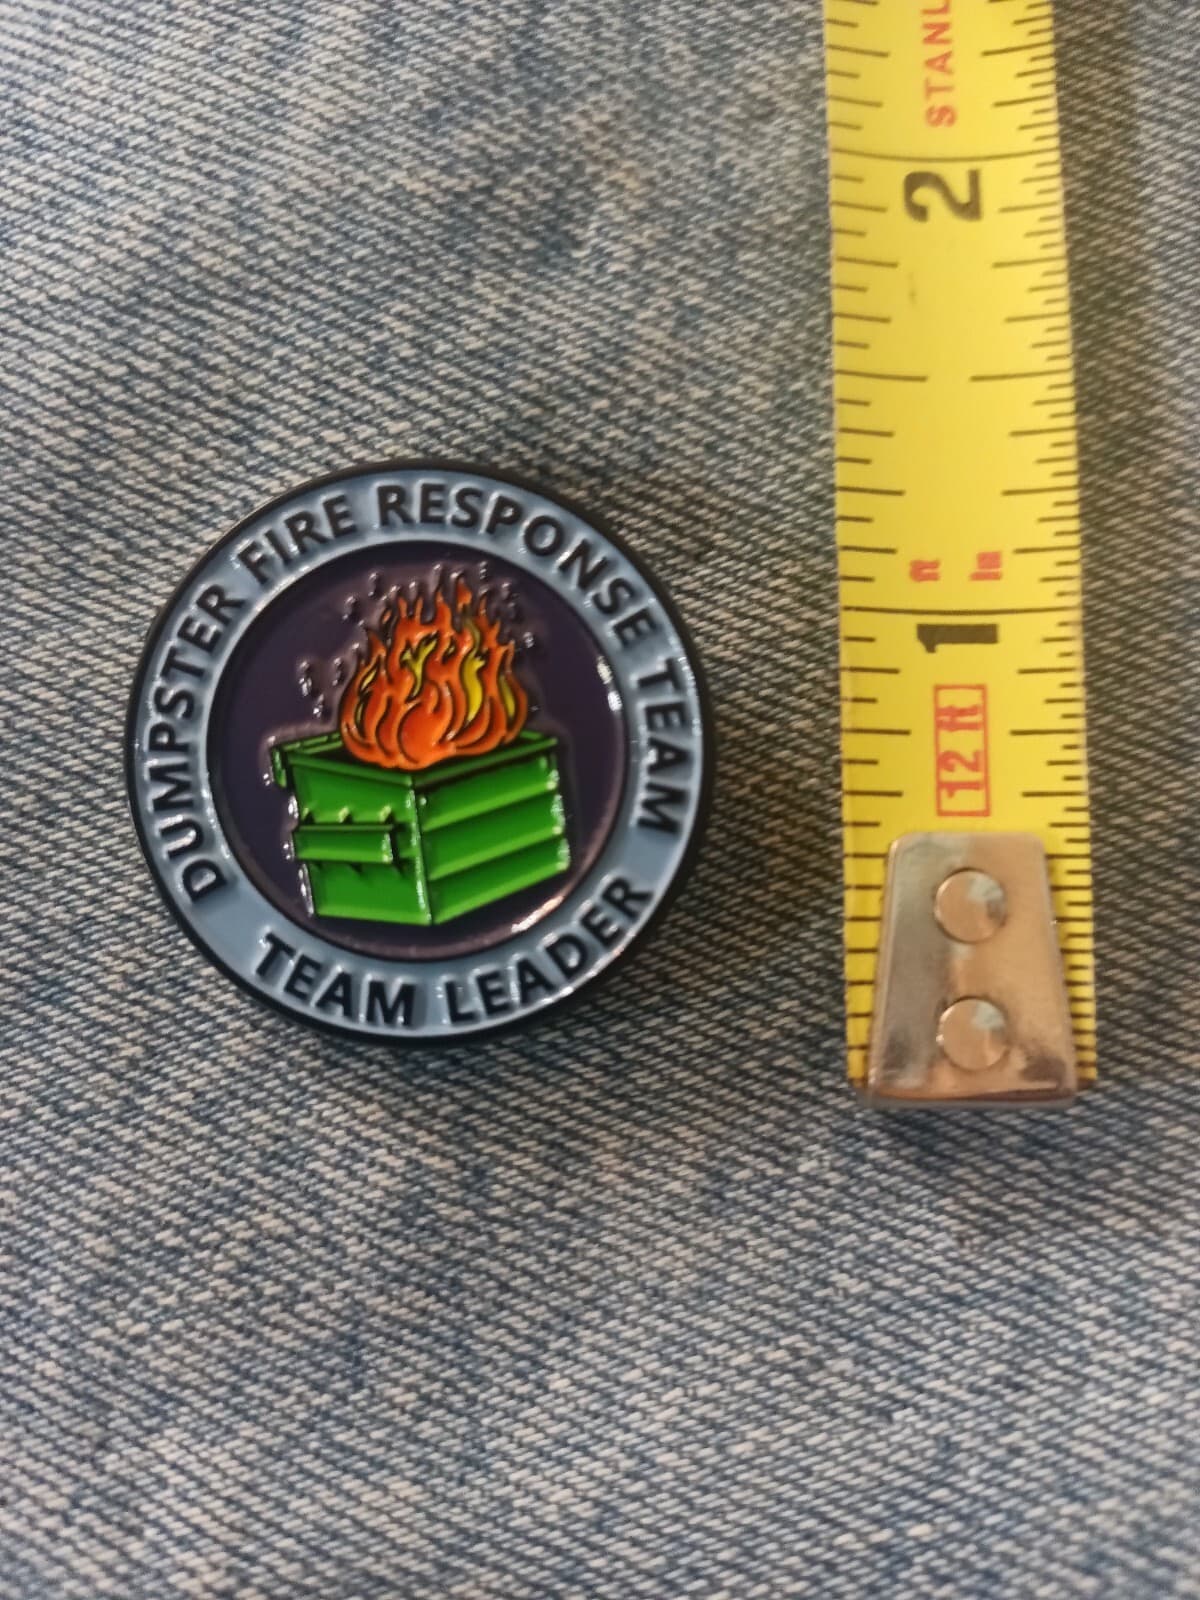 DUMPSTER FIRE RESPONSE TEAM
TEAM LEADER
STANL
2
ft in
1
12 ft